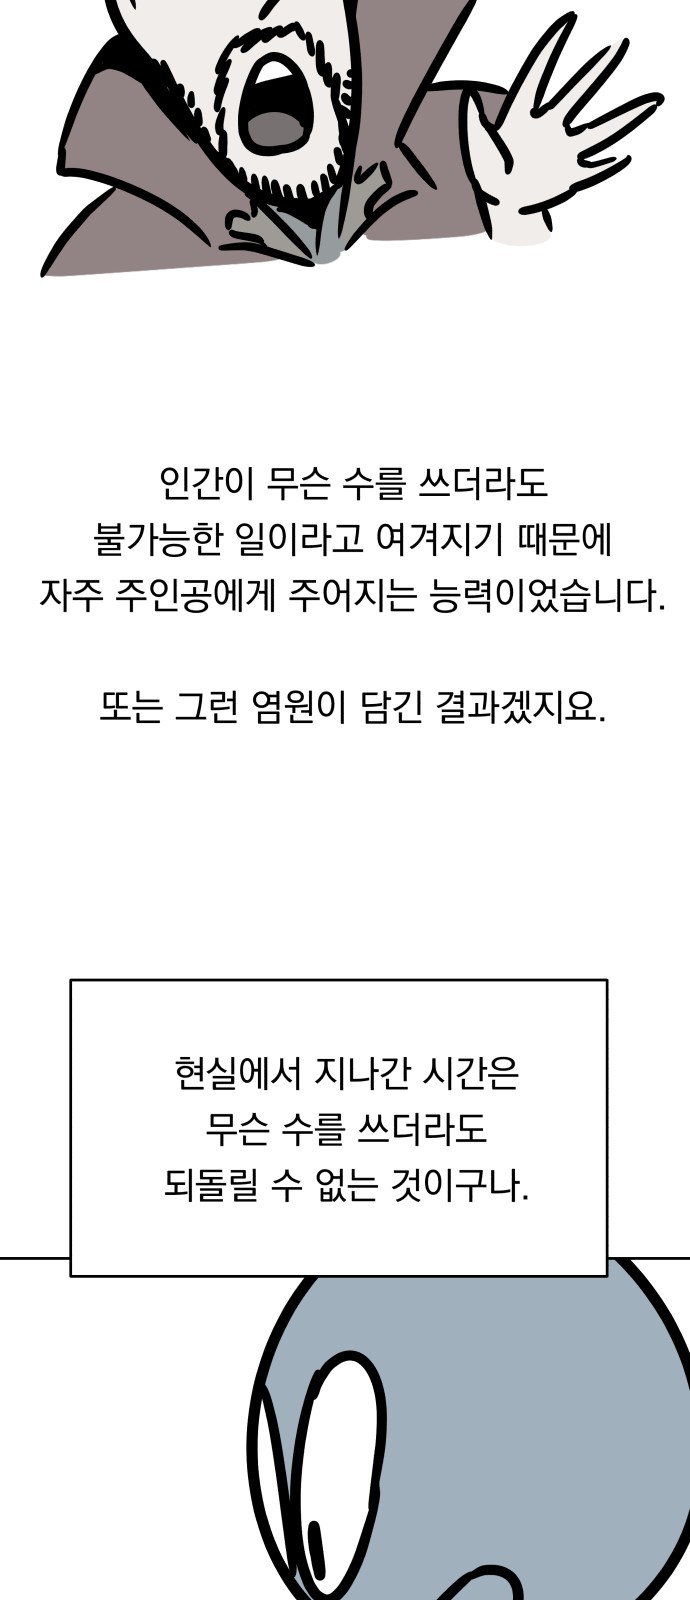 인간이 무슨 수를 쓰더라도
불가능한 일이라고 여겨지기 때문에
자주 주인공에게 주어지는 능력이었습니다.
또는 그런 염원이 담긴 결과겠지요.
현실에서 지나간 시간은
무슨 수를 쓰더라도
되돌릴 수 없는 것이구나.